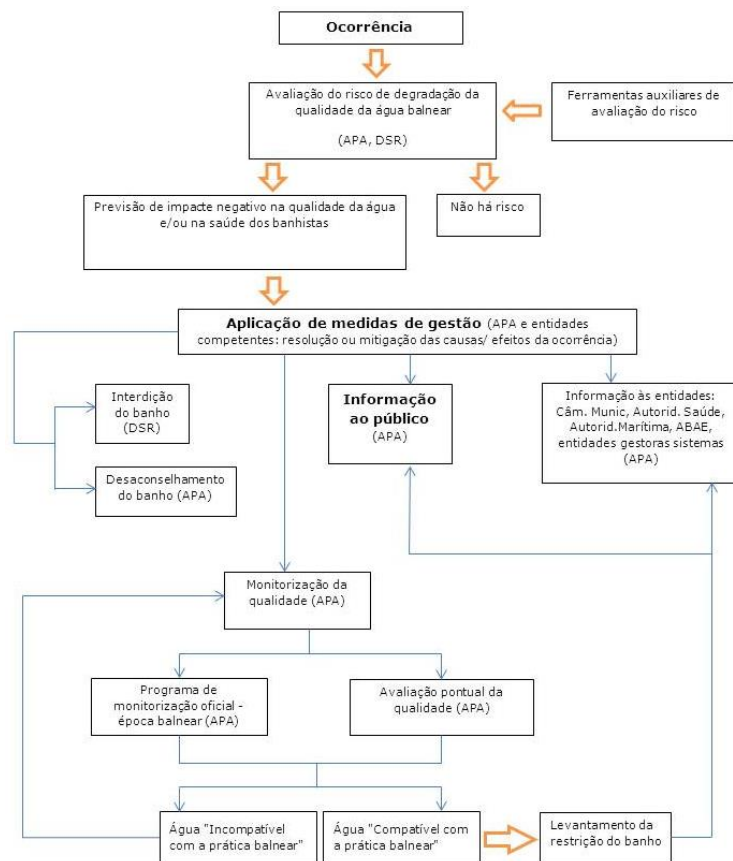 Ocorrência
Avaliação do risco de degradação da
qualidade da água balnear
(APA, DSR)
Ferramentas auxiliares de
avaliação do risco
Previsão de impacte negativo na qualidade da água
e/ou na saúde dos banhistas
Não há risco
Aplicação de medidas de gestão (APA e entidades
competentes: resolução ou mitigação das causas/ efeitos da ocorrência)
Interdição
do banho
(DSR)
Informação
ao público
(APA)
Informação às entidades:
Câm. Munic, Autorid. Saúde,
Autorid.Marítima, ABAE,
entidades gestoras sistemas
(APA)
Desaconselhamento
do banho (APA)
Monitorização da
qualidade (APA)
Programa de
monitorização oficial -
época balnear (APA)
Avaliação pontual da
qualidade (APA)
Água "Incompatível
com a prática balnear"
Água "Compatível com
a prática balnear"
Levantamento da
restrição do banho